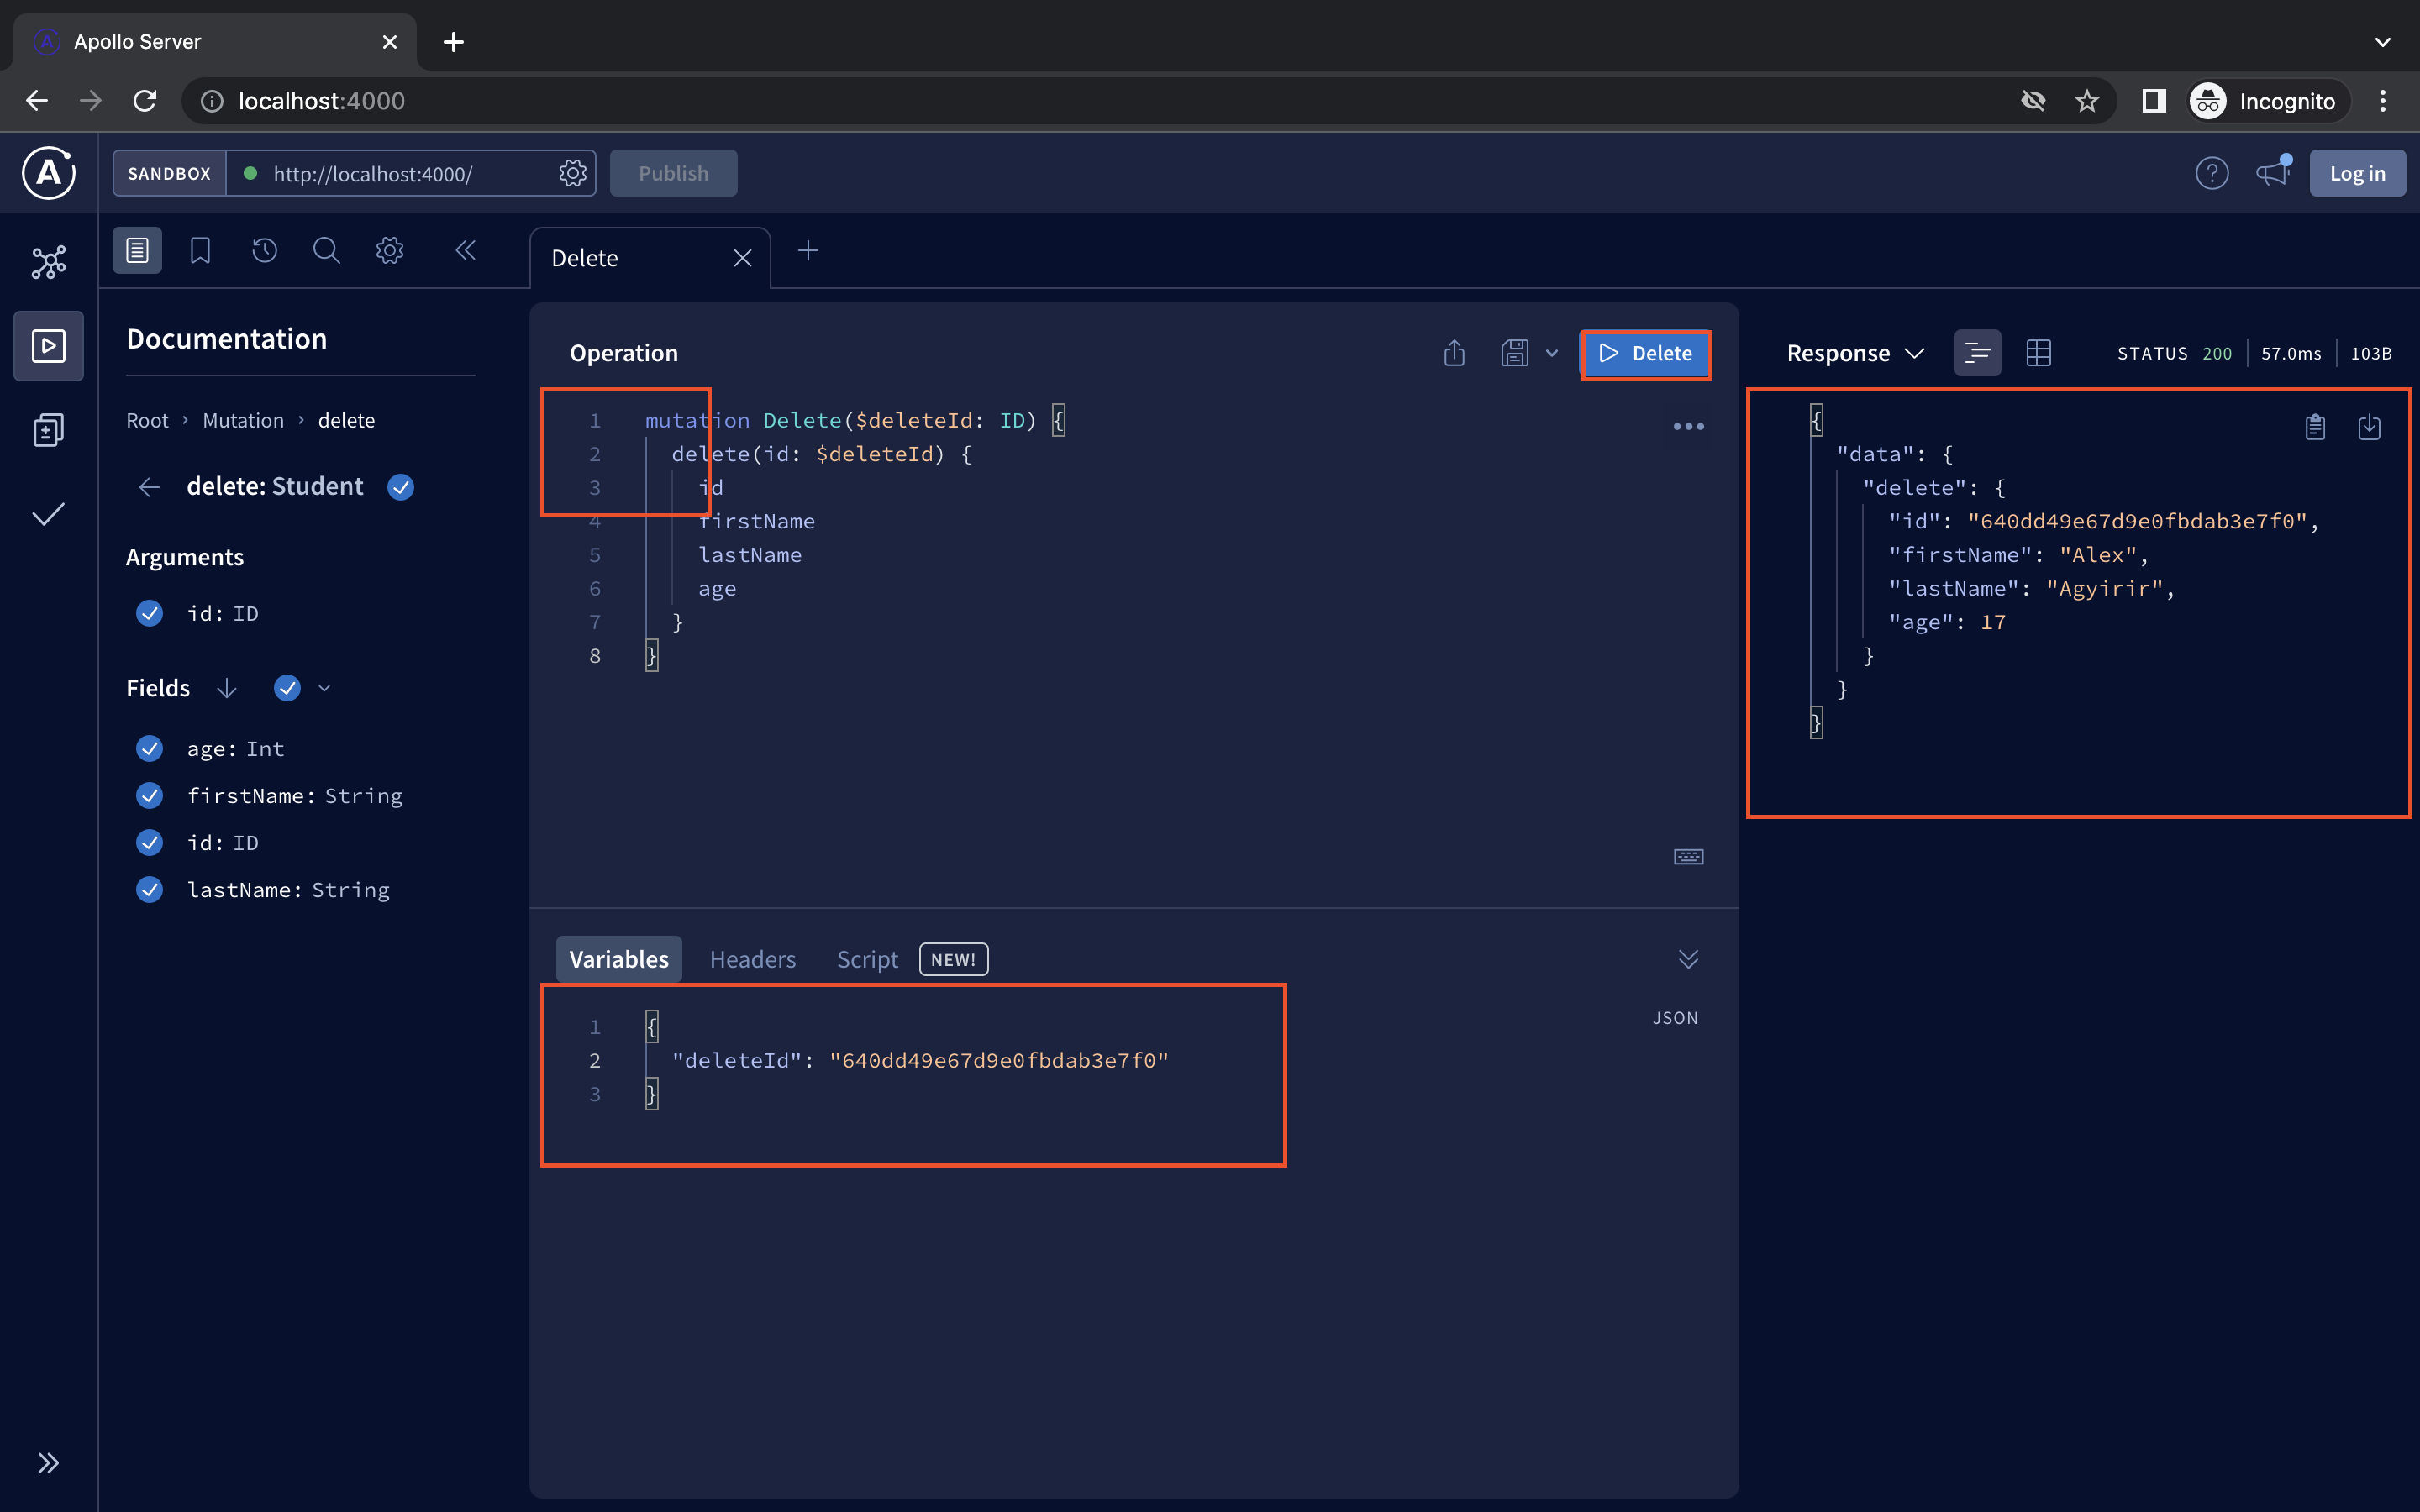 Apollo Server
localhost:4000
Incognito
SANDBOX
http://localhost:4000/
Publish
Log in
Delete
Documentation
Root › Mutation › delete
delete: Student
Arguments
id: ID
Fields
age: Int
firstName: String
id: ID
lastName: String
Operation
Delete
1 mutation Delete($deleteId: ID) {
2 delete(id: $deleteId) {
3 id
4 firstName
5 lastName
6 age
7 }
8 }
Variables Headers Script NEW!
JSON
1 {
2 "deleteId": "640dd49e67d9e0fbdab3e7f0"
3 }
Response
STATUS 200 57.0ms 103B
{
"data": {
"delete": {
"id": "640dd49e67d9e0fbdab3e7f0",
"firstName": "Alex",
"lastName": "Agyirir",
"age": 17
}
}
}